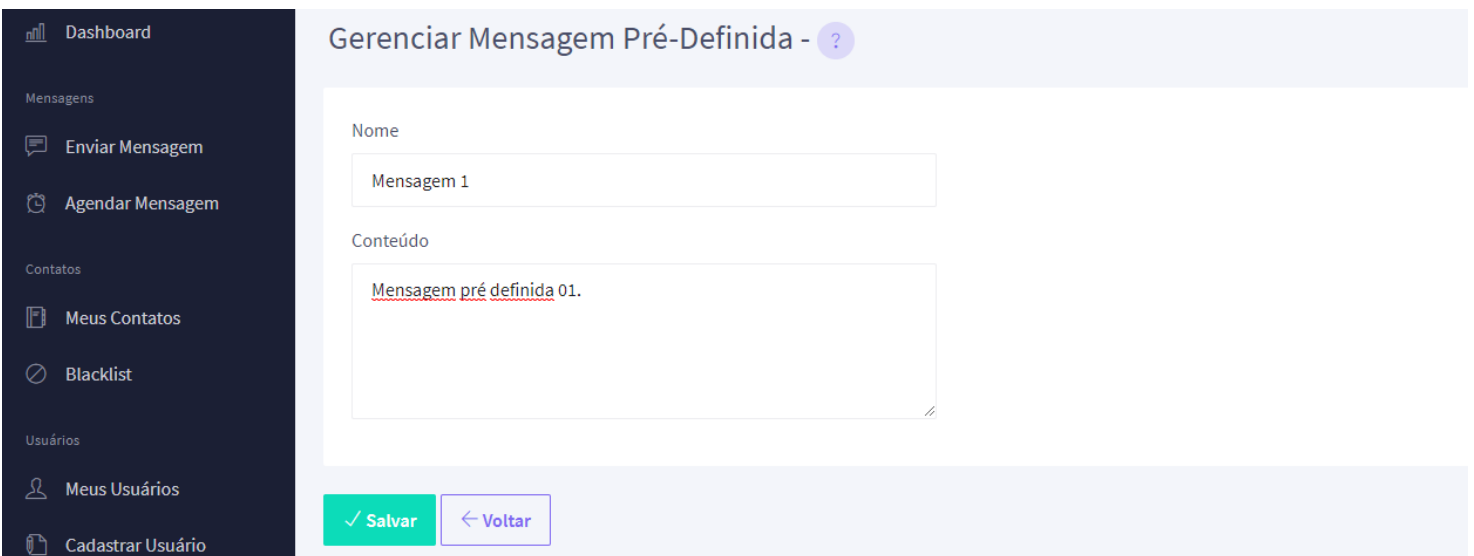 Dashboard
Mensagens
Enviar Mensagem
Agendar Mensagem
Contatos
Meus Contatos
Blacklist
Usuários
Meus Usuários
Cadastrar Usuário
Gerenciar Mensagem Pré-Definida - ?
Nome
Mensagem 1
Conteúdo
Mensagem pré definida 01.
Salvar
Voltar